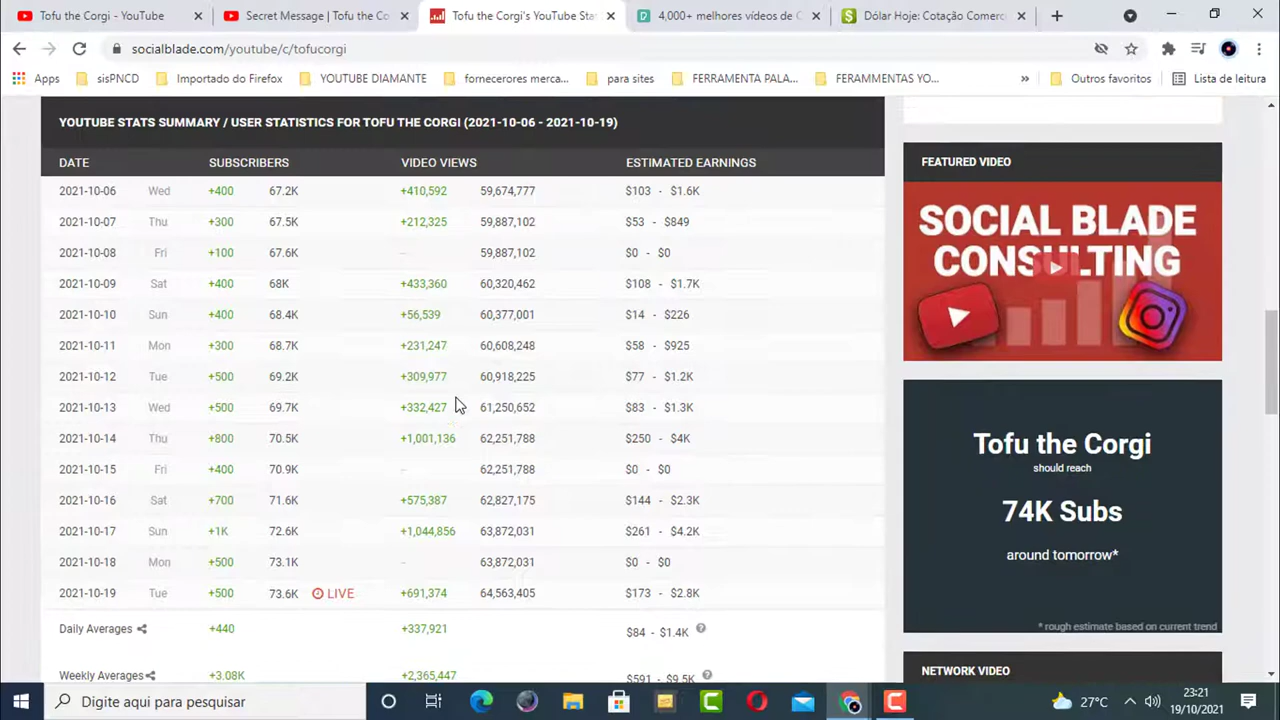 Tofu the Corgi - YouTube
Secret Message | Tofu the Co
Tofu the Corgi's YouTube Sta
4,000+ melhores vídeos de C
Dólar Hoje: Cotação Comerc
socialblade.com/youtube/c/tofucorgi
Apps
sisPNCD
Importado do Firefox
YOUTUBE DIAMANTE
fornecerores merca...
para sites
FERRAMENTA PALA...
FERAMMENTAS YO...
»
Outros favoritos
Lista de leitura
YOUTUBE STATS SUMMARY / USER STATISTICS FOR TOFU THE CORGI (2021-10-06 - 2021-10-19)
DATE SUBSCRIBERS VIDEO VIEWS ESTIMATED EARNINGS
2021-10-06 Wed +400 67.2K +410,592 59,674,777 $103 - $1.6K
2021-10-07 Thu +300 67.5K +212,325 59,887,102 $53 - $849
2021-10-08 Fri +100 67.6K -- 59,887,102 $0 - $0
2021-10-09 Sat +400 68K +433,360 60,320,462 $108 - $1.7K
2021-10-10 Sun +400 68.4K +56,539 60,377,001 $14 - $226
2021-10-11 Mon +300 68.7K +231,247 60,608,248 $58 - $925
2021-10-12 Tue +500 69.2K +309,977 60,918,225 $77 - $1.2K
2021-10-13 Wed +500 69.7K +332,427 61,250,652 $83 - $1.3K
2021-10-14 Thu +800 70.5K +1,001,136 62,251,788 $250 - $4K
2021-10-15 Fri +400 70.9K -- 62,251,788 $0 - $0
2021-10-16 Sat +700 71.6K +575,387 62,827,175 $144 - $2.3K
2021-10-17 Sun +1K 72.6K +1,044,856 63,872,031 $261 - $4.2K
2021-10-18 Mon +500 73.1K -- 63,872,031 $0 - $0
2021-10-19 Tue +500 73.6K LIVE +691,374 64,563,405 $173 - $2.8K
Daily Averages +440 +337,921 $84 - $1.4K
Weekly Averages +3.08K +2,365,447 $591 - $9.5K
FEATURED VIDEO
SOCIAL BLADE
CONSULTING
Tofu the Corgi
should reach
74K Subs
around tomorrow*
* rough estimate based on current trend
NETWORK VIDEO
Digite aqui para pesquisar
27°C
23:21
19/10/2021